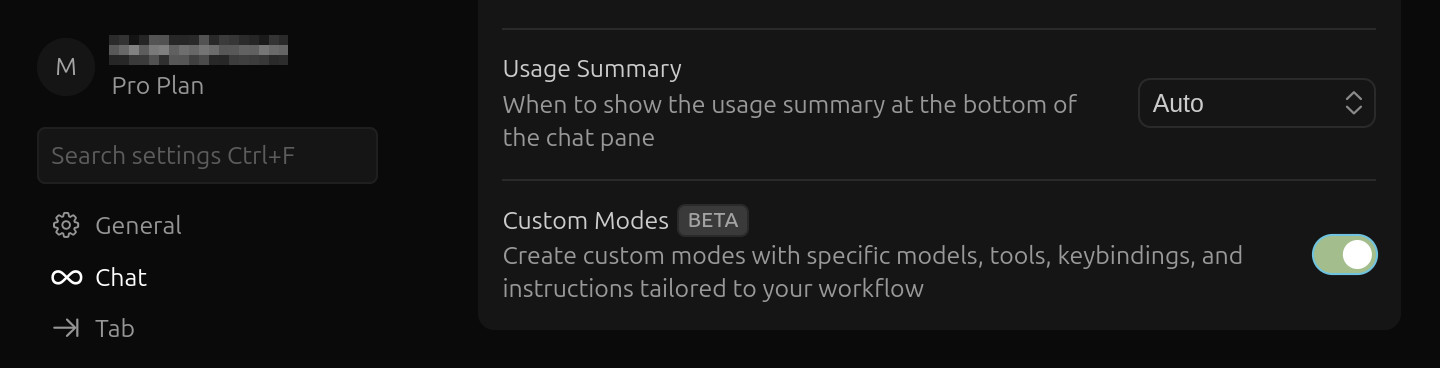 M
Pro Plan
Search settings Ctrl+F
General
Chat
Tab
Usage Summary
When to show the usage summary at the bottom of
the chat pane
Auto
Custom Modes BETA
Create custom modes with specific models, tools, keybindings, and
instructions tailored to your workflow